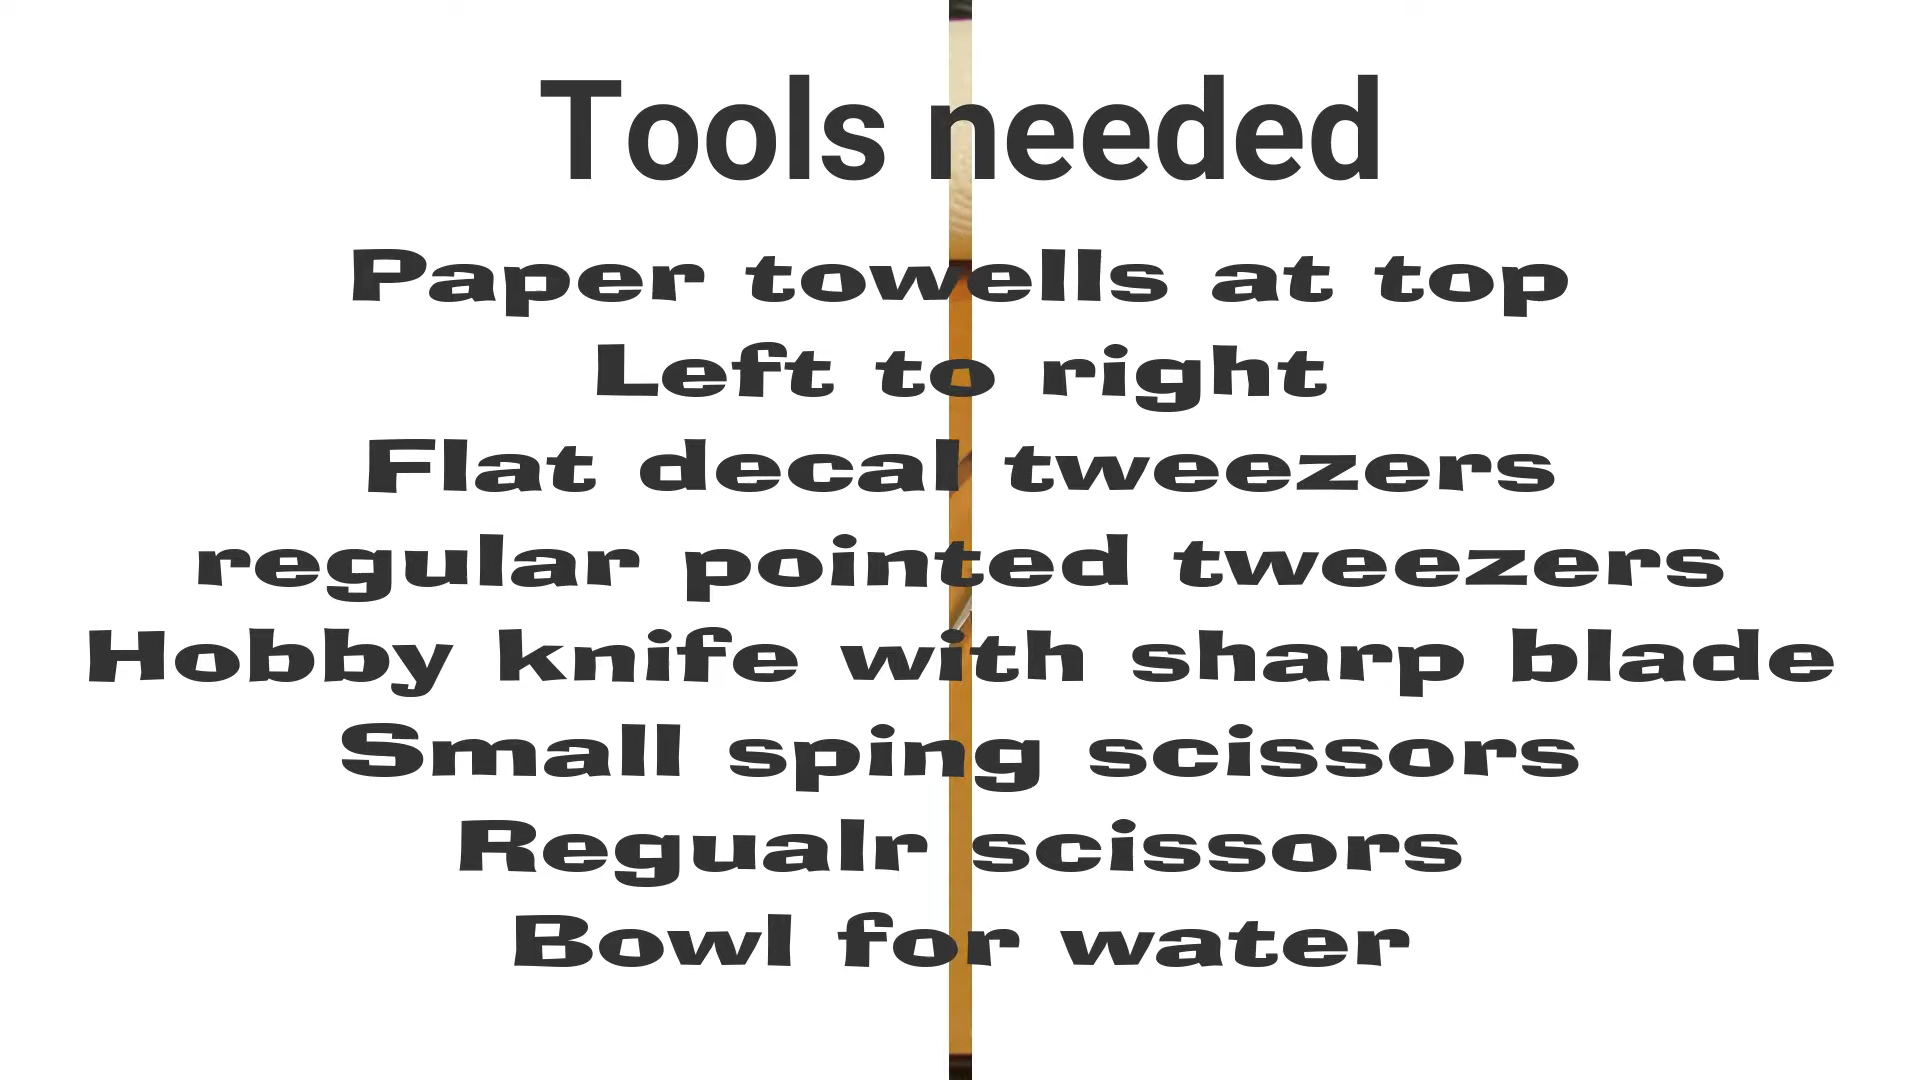 Tools needed
Paper towells at top
Left to right
Flat decal tweezers
regular pointed tweezers
Hobby knife with sharp blade
Small sping scissors
Regualr scissors
Bowl for water